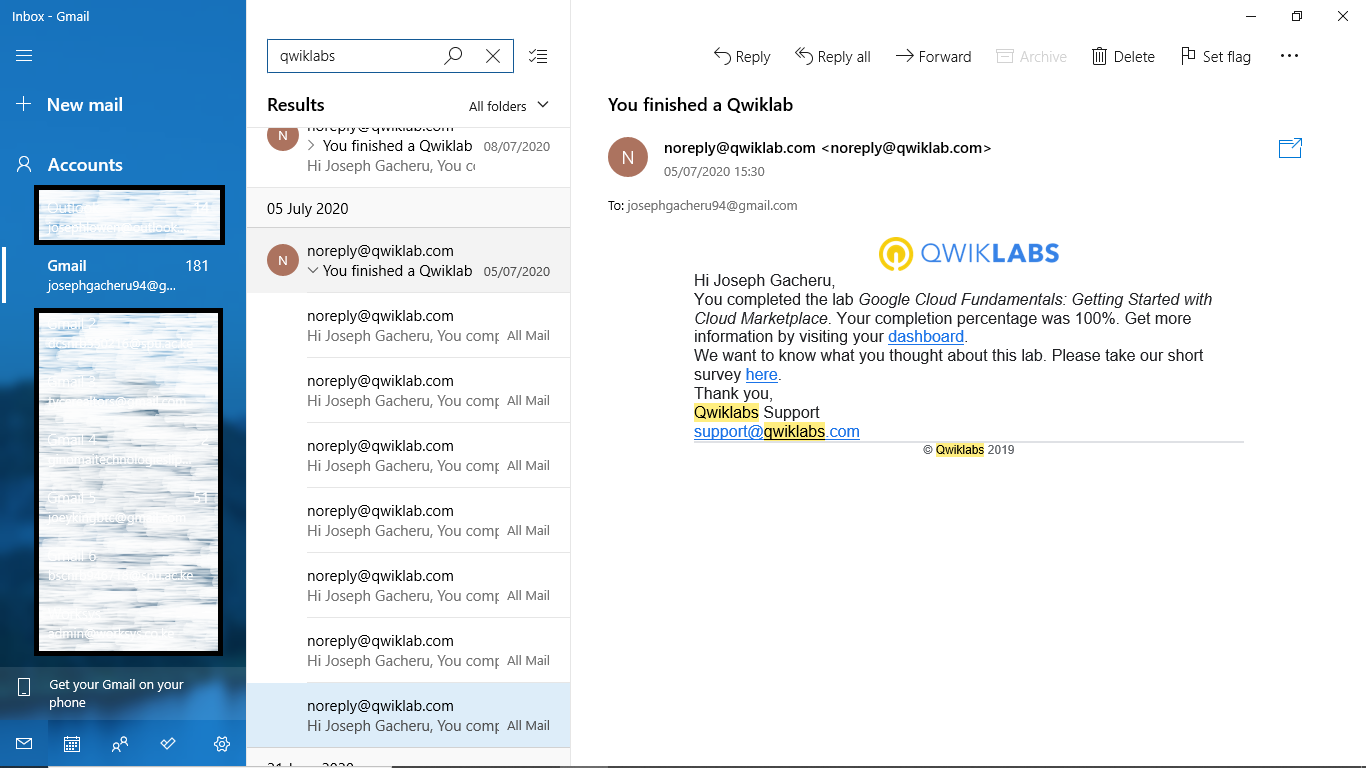 Inbox - Gmail
New mail
Accounts
Gmail 181
josephgacheru94@g...
Get your Gmail on your
phone
qwiklabs
Results All folders
noreply@qwiklab.com
You finished a Qwiklab 08/07/2020
Hi Joseph Gacheru, You co
05 July 2020
N noreply@qwiklab.com
You finished a Qwiklab 05/07/2020
noreply@qwiklab.com
Hi Joseph Gacheru, You comp All Mail
noreply@qwiklab.com
Hi Joseph Gacheru, You comp All Mail
noreply@qwiklab.com
Hi Joseph Gacheru, You comp All Mail
noreply@qwiklab.com
Hi Joseph Gacheru, You comp All Mail
noreply@qwiklab.com
Hi Joseph Gacheru, You comp All Mail
noreply@qwiklab.com
Hi Joseph Gacheru, You comp All Mail
noreply@qwiklab.com
Hi Joseph Gacheru, You comp All Mail
Reply Reply all Forward Archive Delete Set flag
You finished a Qwiklab
N noreply@qwiklab.com <noreply@qwiklab.com>
05/07/2020 15:30
To: josephgacheru94@gmail.com
QWIKLABS
Hi Joseph Gacheru,
You completed the lab Google Cloud Fundamentals: Getting Started with
Cloud Marketplace. Your completion percentage was 100%. Get more
information by visiting your dashboard.
We want to know what you thought about this lab. Please take our short
survey here.
Thank you,
Qwiklabs Support
support@qwiklabs.com
© Qwiklabs 2019